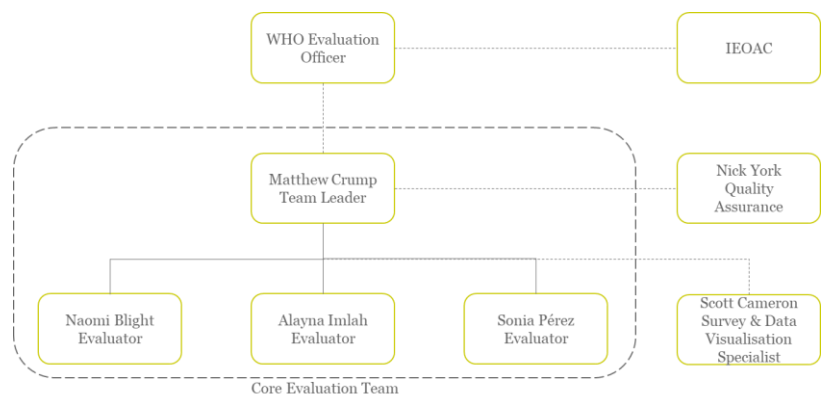 WHO Evaluation
Officer
IEOAC
Matthew Crump
Team Leader
Nick York
Quality
Assurance
Naomi Blight
Evaluator
Alayna Imlah
Evaluator
Sonia Pérez
Evaluator
Scott Cameron
Survey & Data
Visualisation
Specialist
Core Evaluation Team